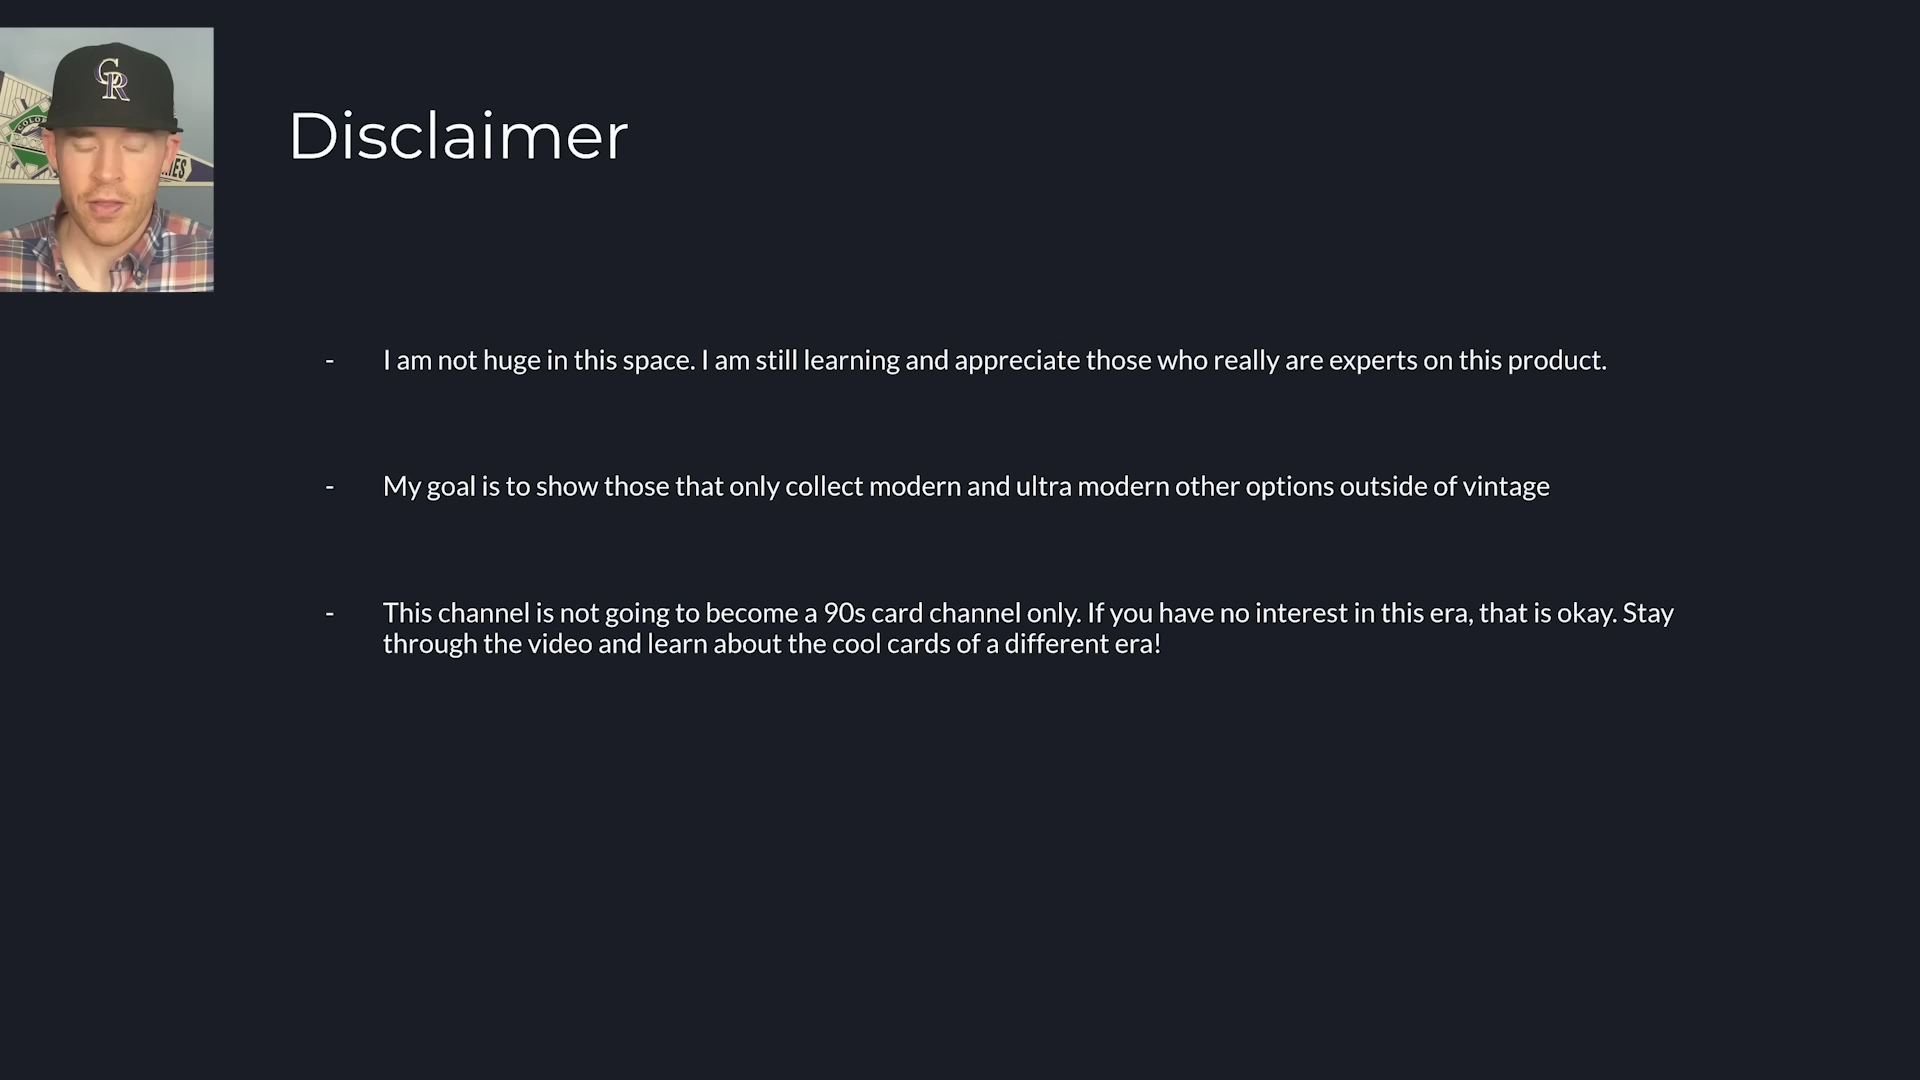 CR
COLO
IES
Disclaimer
- I am not huge in this space. I am still learning and appreciate those who really are experts on this product.
- My goal is to show those that only collect modern and ultra modern other options outside of vintage
- This channel is not going to become a 90s card channel only. If you have no interest in this era, that is okay. Stay
through the video and learn about the cool cards of a different era!